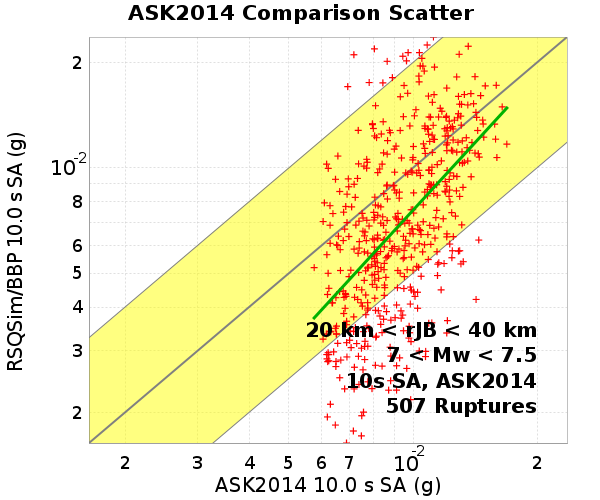 ASK2014 Comparison Scatter
RSQSim/BBP 10.0 s SA (g)
2
10-2
8
6
5
4
3
2
20 km < rJB < 40 km
7 < Mw < 7.5
10s SA, ASK2014
507 Ruptures
2 3 4 5 6 7 10-2 2
ASK2014 10.0 s SA (g)